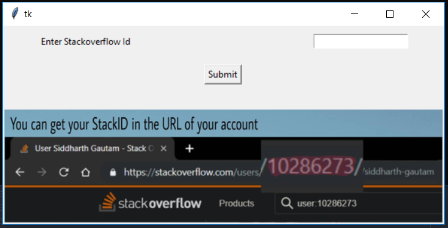 tk
Enter Stackoverflow Id
Submit
You can get your StackID in the URL of your account
User Siddharth Gautam - Stack O
https://stackoverflow.com/users/10286273/siddharth-gautam
stackoverflow Products user:10286273